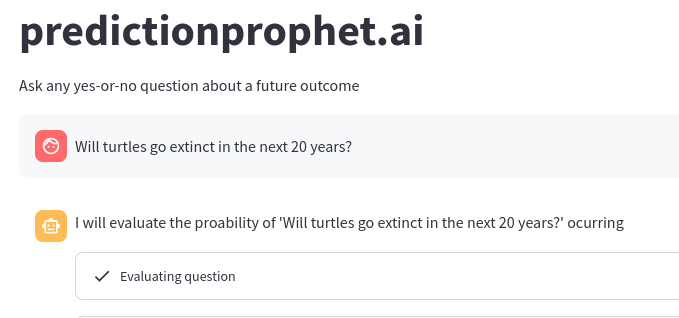 predictionprophet.ai
Ask any yes-or-no question about a future outcome
Will turtles go extinct in the next 20 years?
I will evaluate the proability of 'Will turtles go extinct in the next 20 years?' ocurring
Evaluating question